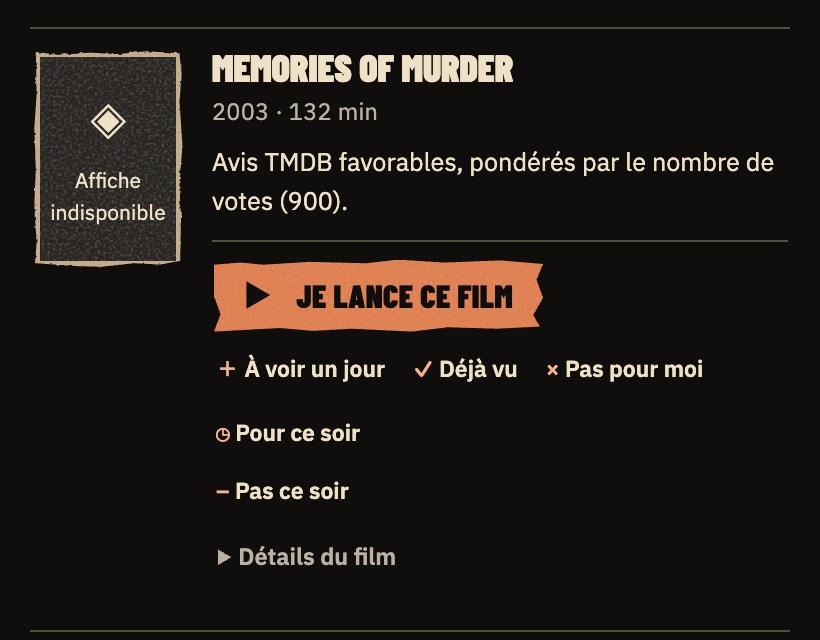 MEMORIES OF MURDER
2003 · 132 min
Affiche
indisponible
Avis TMDB favorables, pondérés par le nombre de
votes (900).
JE LANCE CE FILM
À voir un jour
Déjà vu
Pas pour moi
Pour ce soir
Pas ce soir
Détails du film